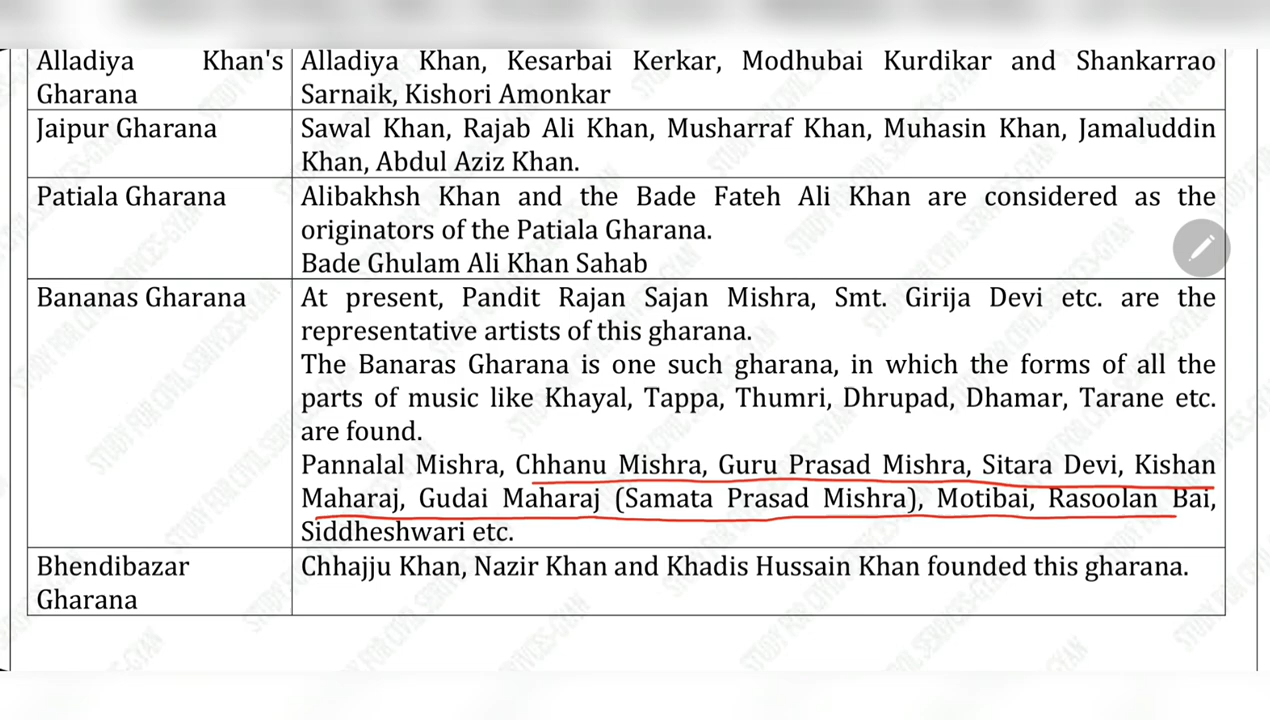 Alladiya Khan's
Gharana
Alladiya Khan, Kesarbai Kerkar, Modhubai Kurdikar and Shankarrao
Sarnaik, Kishori Amonkar
Jaipur Gharana
Sawal Khan, Rajab Ali Khan, Musharraf Khan, Muhasin Khan, Jamaluddin
Khan, Abdul Aziz Khan.
Patiala Gharana
Alibakhsh Khan and the Bade Fateh Ali Khan are considered as the
originators of the Patiala Gharana.
Bade Ghulam Ali Khan Sahab
Bananas Gharana
At present, Pandit Rajan Sajan Mishra, Smt. Girija Devi etc. are the
representative artists of this gharana.
The Banaras Gharana is one such gharana, in which the forms of all the
parts of music like Khayal, Tappa, Thumri, Dhrupad, Dhamar, Tarane etc.
are found.
Pannalal Mishra, Chhanu Mishra, Guru Prasad Mishra, Sitara Devi, Kishan
Maharaj, Gudai Maharaj (Samata Prasad Mishra), Motibai, Rasoolan Bai,
Siddheshwari etc.
Bhendibazar
Gharana
Chhajju Khan, Nazir Khan and Khadis Hussain Khan founded this gharana.